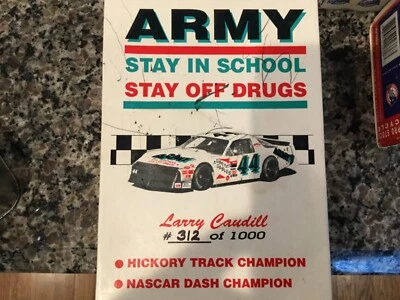 ARMY
STAY IN SCHOOL
STAY OFF DRUGS
44
44
Larry Caudill
# 312 of 1000
• HICKORY TRACK CHAMPION
• NASCAR DASH CHAMPION